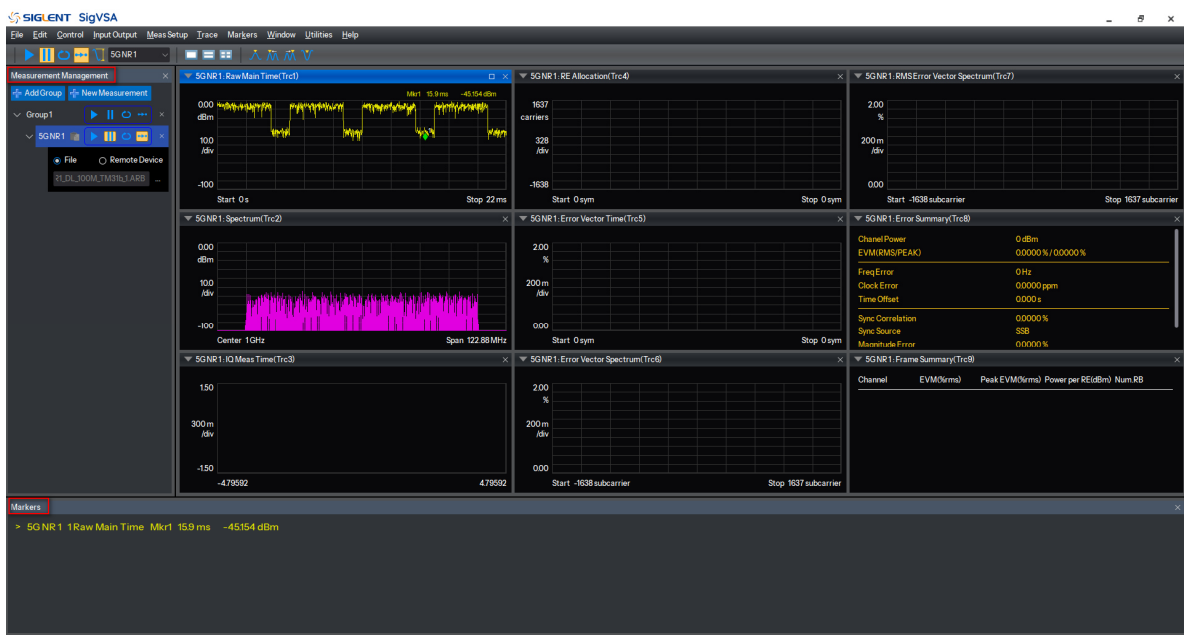 SIGLENT SigVSA
File Edit Control Input Output Meas Setup Trace Markers Window Utilities Help
5G NR 1
Measurement Management
Add Group New Measurement
Group1
5G NR 1
File Remote Device
_DL_100M_TM31b_1.ARB ...
5G NR 1 : Raw Main Time(Trc1)
Mkr1 15.9 ms -45.154 dBm
0.00
dBm
10.0
/div
-100
Start 0 s Stop 22 ms
5G NR 1 : RE Allocation(Trc4)
1637
carriers
328
/div
-1638
Start 0 sym Stop 0 sym
5G NR 1 : RMS Error Vector Spectrum(Trc7)
2.00
%
200 m
/div
0.00
Start -1638 subcarrier Stop 1637 subcarrier
5G NR 1 : Spectrum(Trc2)
0.00
dBm
10.0
/div
-100
Center 1 GHz Span 122.88 MHz
5G NR 1 : Error Vector Time(Trc5)
2.00
%
200 m
/div
0.00
Start 0 sym Stop 0 sym
5G NR 1 : Error Summary(Trc8)
Chanel Power 0 dBm
EVM(RMS/PEAK) 0.0000 % / 0.0000 %
Freq Error 0 Hz
Clock Error 0.0000 ppm
Time Offset 0.000 s
Sync Correlation 0.0000 %
Sync Source SSB
Magnitude Error 0.0000 %
5G NR 1 : IQ Meas Time(Trc3)
1.50
300 m
/div
-1.50
-4.79592 4.79592
5G NR 1 : Error Vector Spectrum(Trc6)
2.00
%
200 m
/div
0.00
Start -1638 subcarrier Stop 1637 subcarrier
5G NR 1 : Frame Summary(Trc9)
Channel EVM(%rms) Peak EVM(%rms) Power per RE(dBm) Num.RB
Markers
> 5G NR 1 1 Raw Main Time Mkr1 15.9 ms -45.154 dBm